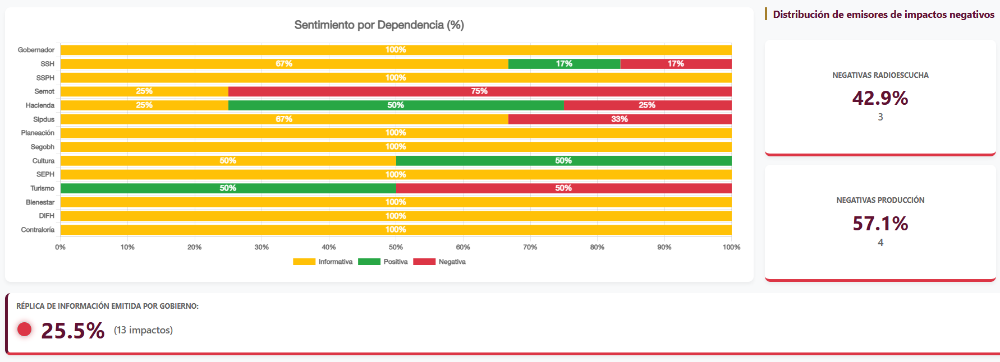 Sentimiento por Dependencia (%)
Gobernador 100%
SSH 67% 17% 17%
SSPH 100%
Semot 25% 75%
Hacienda 25% 50% 25%
Sipdus 67% 33%
Planeación 100%
Segobh 100%
Cultura 50% 50%
SEPH 100%
Turismo 50% 50%
Bienestar 100%
DIFH 100%
Contraloría 100%
0% 10% 20% 30% 40% 50% 60% 70% 80% 90% 100%
Informativa Positiva Negativa
Distribución de emisores de impactos negativos
NEGATIVAS RADIOESCUCHA
42.9%
3
NEGATIVAS PRODUCCIÓN
57.1%
4
RÉPLICA DE INFORMACIÓN EMITIDA POR GOBIERNO:
25.5% (13 impactos)